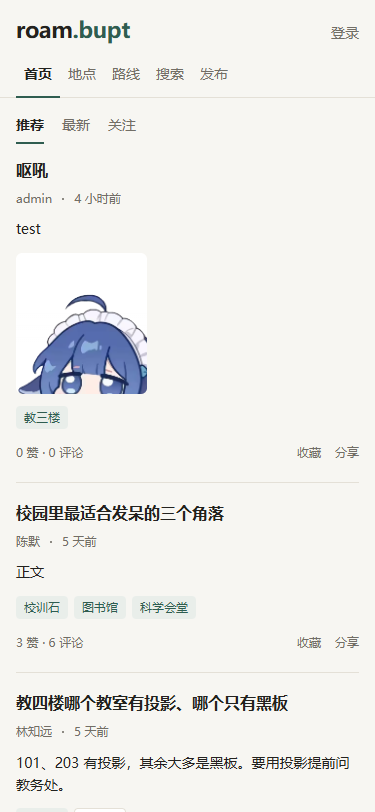 roam.bupt
登录
首页 地点 路线 搜索 发布
推荐 最新 关注
呕吼
admin · 4 小时前
test
教三楼
0 赞 · 0 评论 收藏 分享
校园里最适合发呆的三个角落
陈默 · 5 天前
正文
校训石 图书馆 科学会堂
3 赞 · 6 评论 收藏 分享
教四楼哪个教室有投影、哪个只有黑板
林知远 · 5 天前
101、203 有投影，其余大多是黑板。要用投影提前问
教务处。